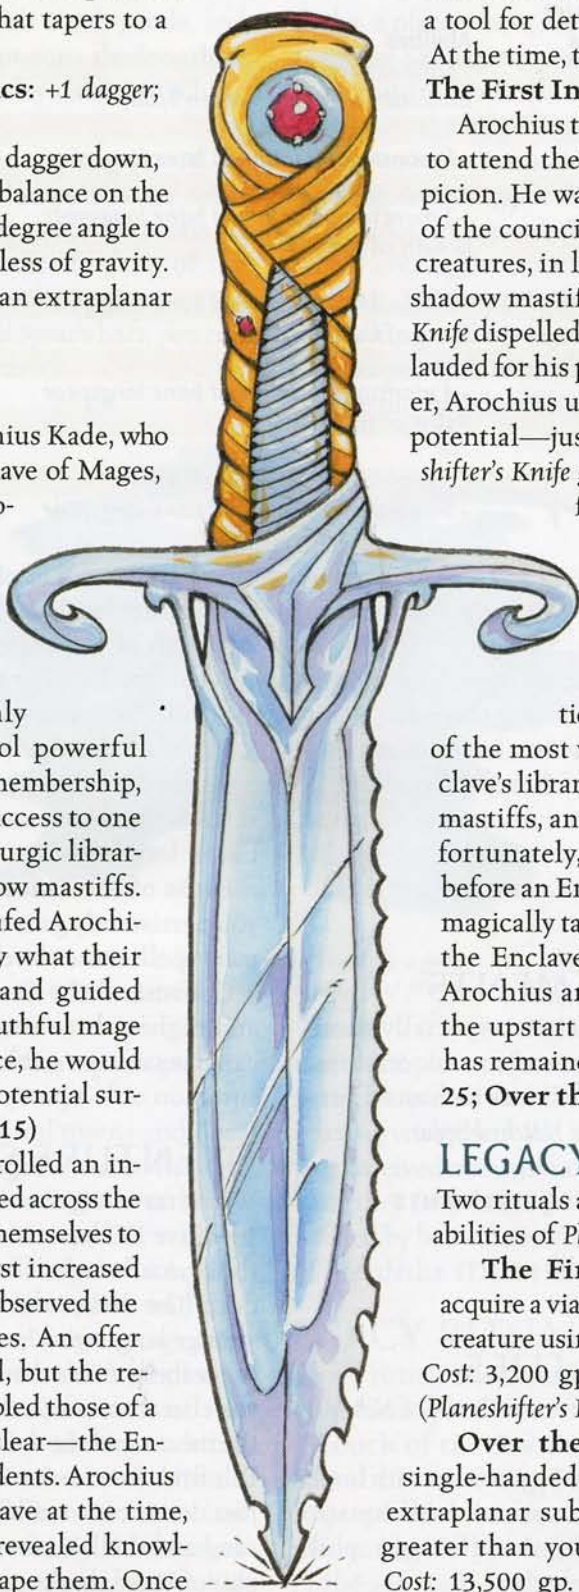 hat tapers to a
cs: +1 dagger;
dagger down,
balance on the
degree angle to
less of gravity.
an extraplanar
nius Kade, who
ave of Mages,
o-
nly
ol powerful
membership,
access to one
urgic librar-
ow mastiffs.
fed Arochi-
y what their
and guided
uthful mage
ce, he would
otential sur-
15)
rolled an in-
ed across the
hemselves to
rst increased
bserved the
es. An offer
d, but the re-
bled those of a
clear—the En-
dents. Arochius
ave at the time,
revealed knowl-
ape them. Once
a tool for det
At the time, t
The First In
Arochius t
to attend the
picion. He wa
of the counci
creatures, in l
shadow mastif
Knife dispelled
lauded for his p
er, Arochius u
potential—jus
shifter's Knife
f
tic
of the most v
clave's librar
mastiffs, an
fortunately,
before an En
magically ta
the Enclave
Arochius an
the upstart
has remaine
25; Over th
LEGACY
Two rituals a
abilities of Pl
The Fir
acquire a via
creature usin
Cost: 3,200 gp
(Planeshifter's
Over the
single-handed
extraplanar sub
greater than you
Cost: 13,500 gp.